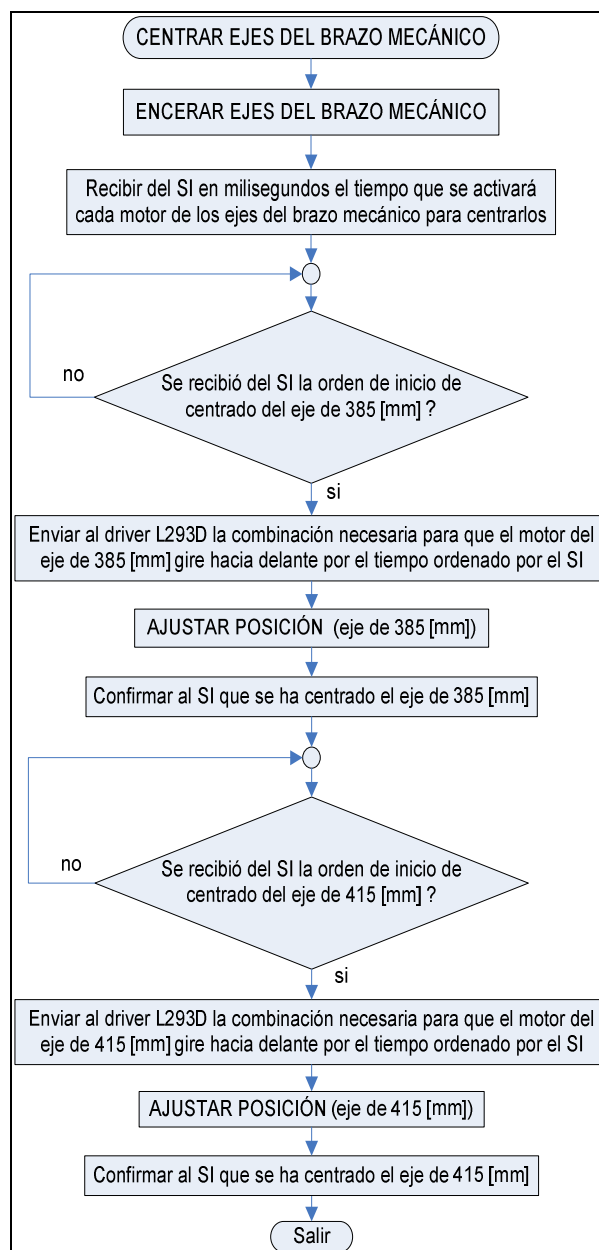 CENTRAR EJES DEL BRAZO MECÁNICO
ENCERAR EJES DEL BRAZO MECÁNICO
Recibir del SI en milisegundos el tiempo que se activará
cada motor de los ejes del brazo mecánico para centrarlos
no
Se recibió del SI la orden de inicio de
centrado del eje de 385 [mm] ?
si
Enviar al driver L293D la combinación necesaria para que el motor del
eje de 385 [mm] gire hacia delante por el tiempo ordenado por el SI
AJUSTAR POSICIÓN (eje de 385 [mm])
Confirmar al SI que se ha centrado el eje de 385 [mm]
no
Se recibió del SI la orden de inicio de
centrado del eje de 415 [mm] ?
si
Enviar al driver L293D la combinación necesaria para que el motor del
eje de 415 [mm] gire hacia delante por el tiempo ordenado por el SI
AJUSTAR POSICIÓN (eje de 415 [mm])
Confirmar al SI que se ha centrado el eje de 415 [mm]
Salir